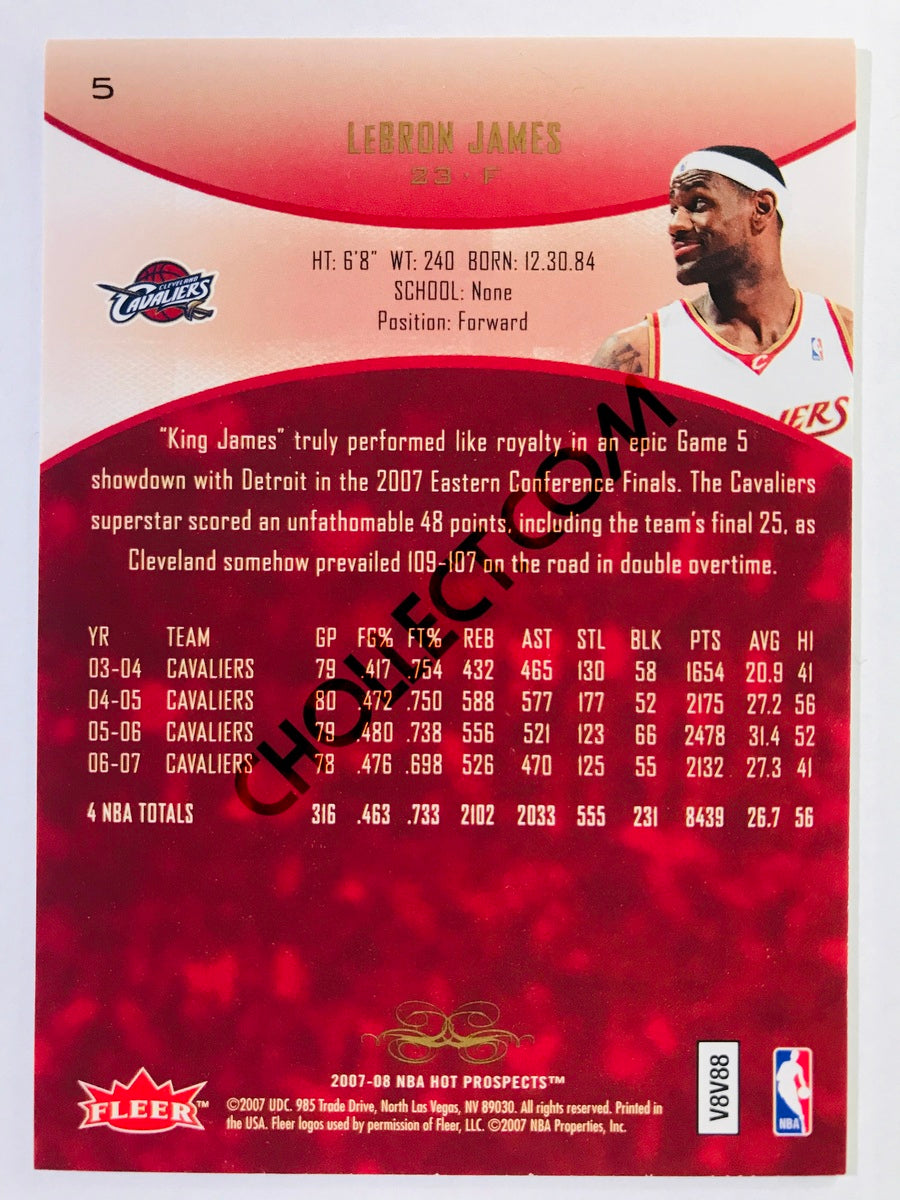 5
LeBRON JAMES
23 · F
HT: 6'8" WT: 240 BORN: 12.30.84
SCHOOL: None
Position: Forward
CLEVELAND
CAVALIERS
C
IERS
"King James" truly performed like royalty in an epic Game 5
showdown with Detroit in the 2007 Eastern Conference Finals. The Cavaliers
superstar scored an unfathomable 48 points, including the team's final 25, as
Cleveland somehow prevailed 109-107 on the road in double overtime.
CHOLLECT.COM
YR TEAM GP FG% FT% REB AST STL BLK PTS AVG HI
03-04 CAVALIERS 79 .417 .754 432 465 130 58 1654 20.9 41
04-05 CAVALIERS 80 .472 .750 588 577 177 52 2175 27.2 56
05-06 CAVALIERS 79 .480 .738 556 521 123 66 2478 31.4 52
06-07 CAVALIERS 78 .476 .698 526 470 125 55 2132 27.3 41
4 NBA TOTALS 316 .463 .733 2102 2033 555 231 8439 26.7 56
2007-08 NBA HOT PROSPECTS™
FLEER™
©2007 UDC. 985 Trade Drive, North Las Vegas, NV 89030. All rights reserved. Printed in
the USA. Fleer logos used by permission of Fleer, LLC. ©2007 NBA Properties, Inc.
V8V88
NBA